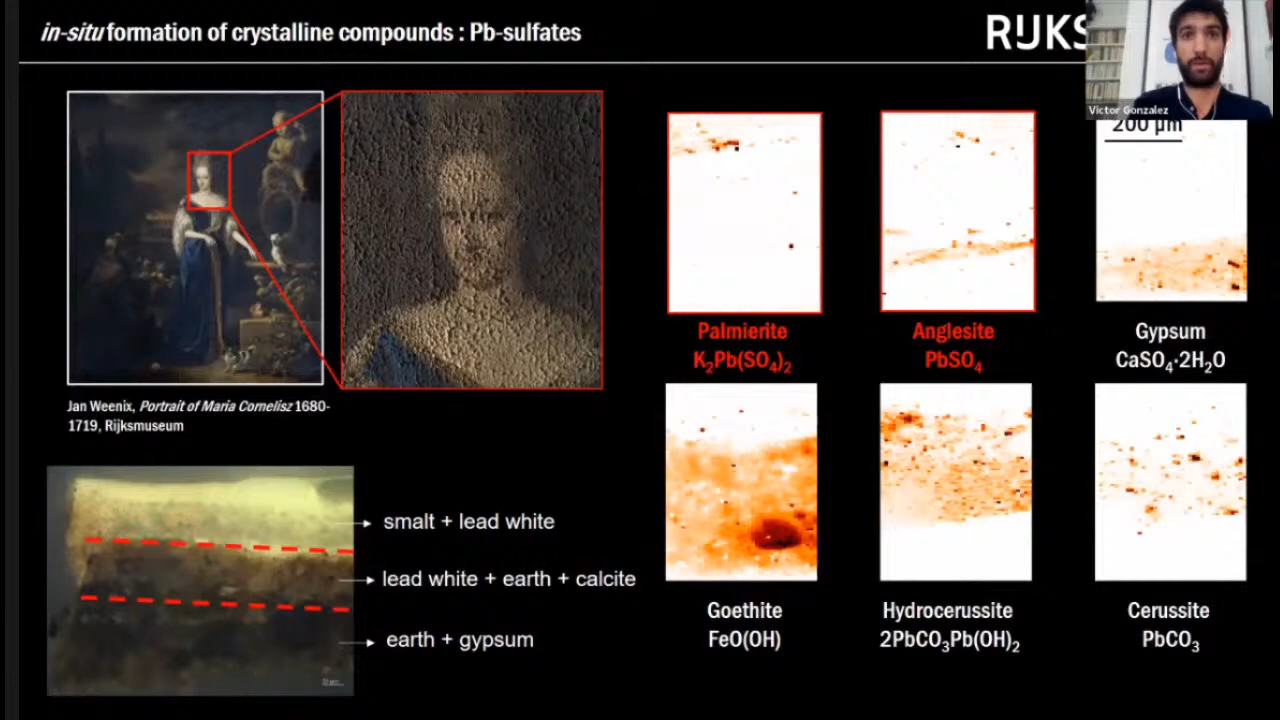 in-situ formation of crystalline compounds : Pb-sulfates
RIJKS
Victor Gonzalez
200 µm
Palmierite
K₂Pb(SO₄)₂
Anglesite
PbSO₄
Gypsum
CaSO₄·2H₂O
Jan Weenix, Portrait of Maria Cornelisz 1680-
1719, Rijksmuseum
smalt + lead white
lead white + earth + calcite
earth + gypsum
Goethite
FeO(OH)
Hydrocerussite
2PbCO₃Pb(OH)₂
Cerussite
PbCO₃